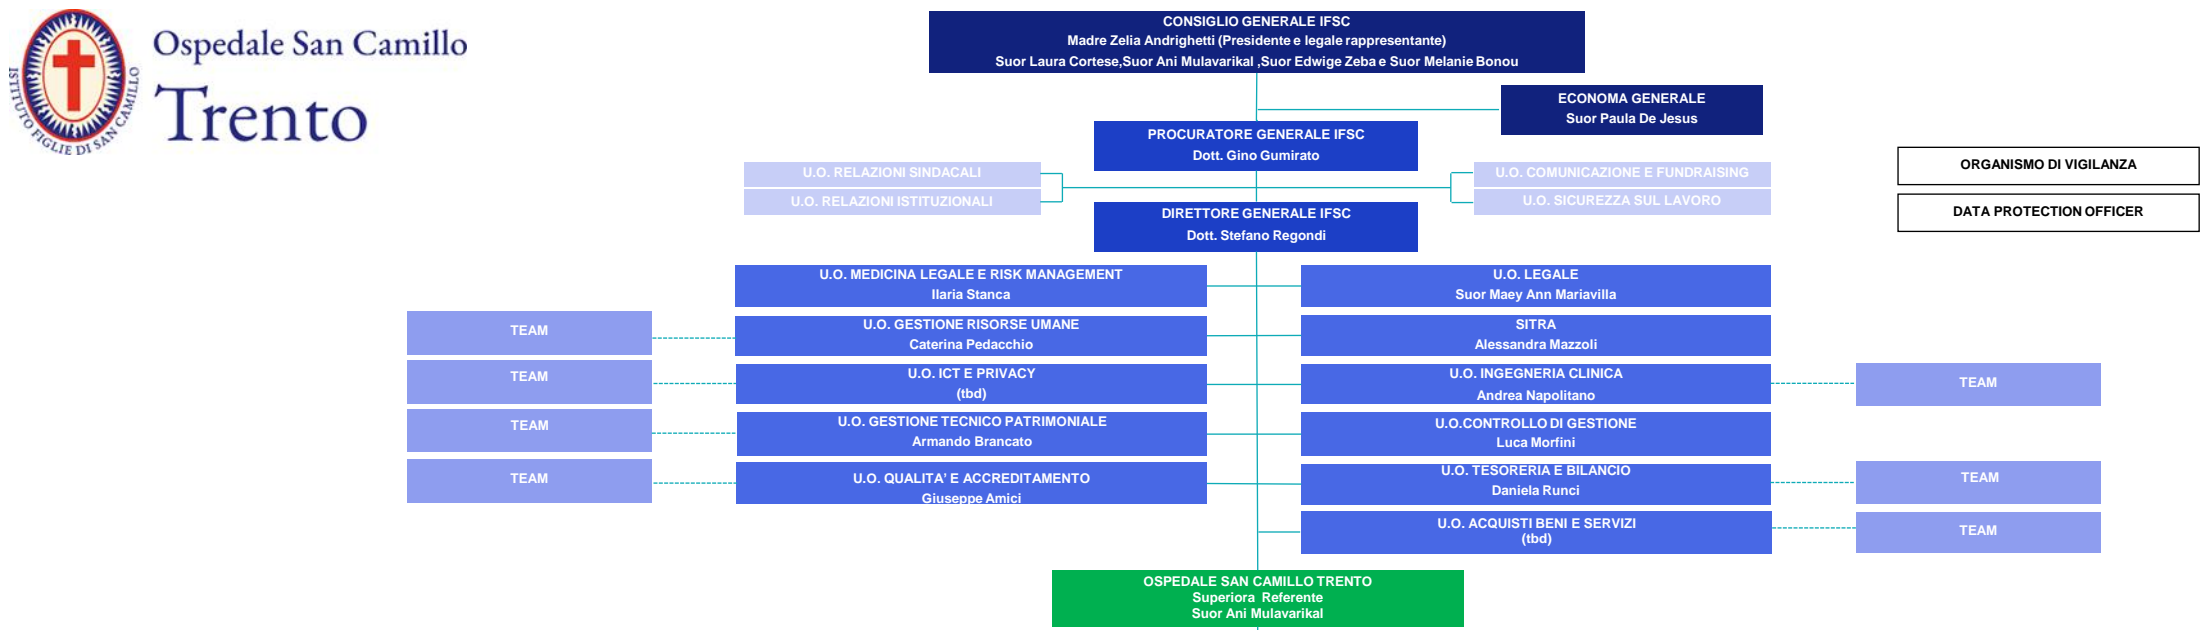 ISTITUTO FIGLIE DI SAN CAMILLO
Ospedale San Camillo
Trento
CONSIGLIO GENERALE IFSC
Madre Zelia Andrighetti (Presidente e legale rappresentante)
Suor Laura Cortese,Suor Ani Mulavarikal ,Suor Edwige Zeba e Suor Melanie Bonou
ECONOMA GENERALE
Suor Paula De Jesus
PROCURATORE GENERALE IFSC
Dott. Gino Gumirato
U.O. RELAZIONI SINDACALI
U.O. RELAZIONI ISTITUZIONALI
U.O. COMUNICAZIONE E FUNDRAISING
U.O. SICUREZZA SUL LAVORO
ORGANISMO DI VIGILANZA
DATA PROTECTION OFFICER
DIRETTORE GENERALE IFSC
Dott. Stefano Regondi
U.O. MEDICINA LEGALE E RISK MANAGEMENT
Ilaria Stanca
U.O. LEGALE
Suor Maey Ann Mariavilla
TEAM
U.O. GESTIONE RISORSE UMANE
Caterina Pedacchio
SITRA
Alessandra Mazzoli
TEAM
U.O. ICT E PRIVACY
(tbd)
U.O. INGEGNERIA CLINICA
Andrea Napolitano
TEAM
TEAM
U.O. GESTIONE TECNICO PATRIMONIALE
Armando Brancato
U.O.CONTROLLO DI GESTIONE
Luca Morfini
TEAM
U.O. QUALITA' E ACCREDITAMENTO
Giuseppe Amici
U.O. TESORERIA E BILANCIO
Daniela Runci
TEAM
U.O. ACQUISTI BENI E SERVIZI
(tbd)
TEAM
OSPEDALE SAN CAMILLO TRENTO
Superiora Referente
Suor Ani Mulavarikal